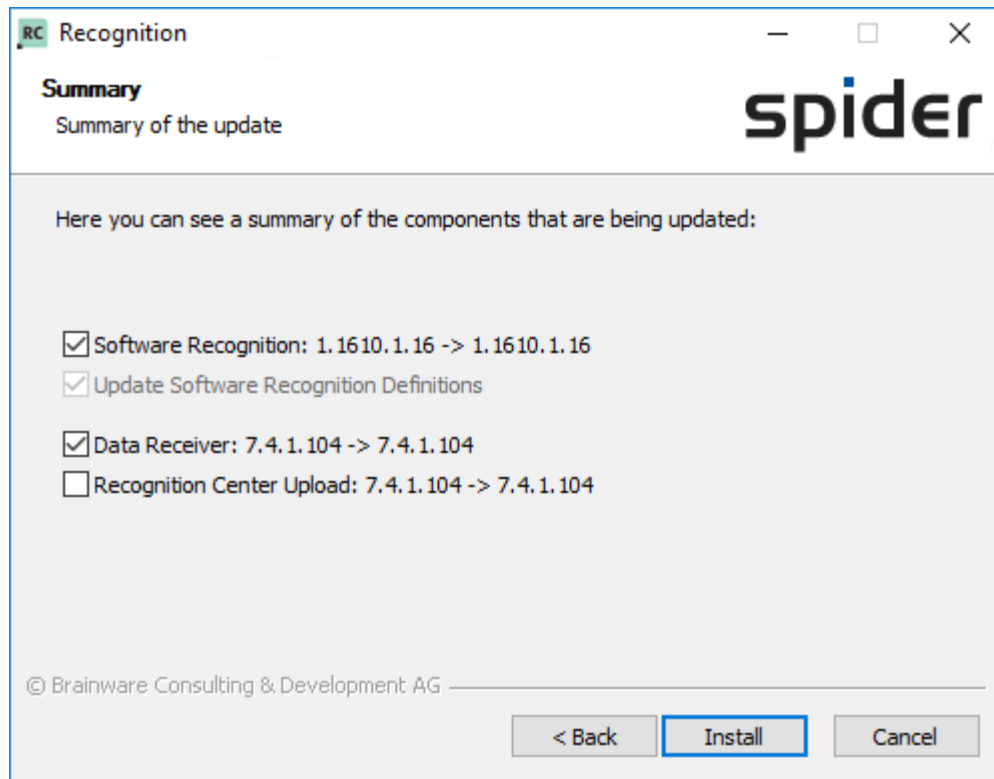 RC Recognition
Summary
Summary of the update
spider
Here you can see a summary of the components that are being updated:
Software Recognition: 1.1610.1.16 -> 1.1610.1.16
Update Software Recognition Definitions
Data Receiver: 7.4.1.104 -> 7.4.1.104
Recognition Center Upload: 7.4.1.104 -> 7.4.1.104
© Brainware Consulting & Development AG
< Back Install Cancel